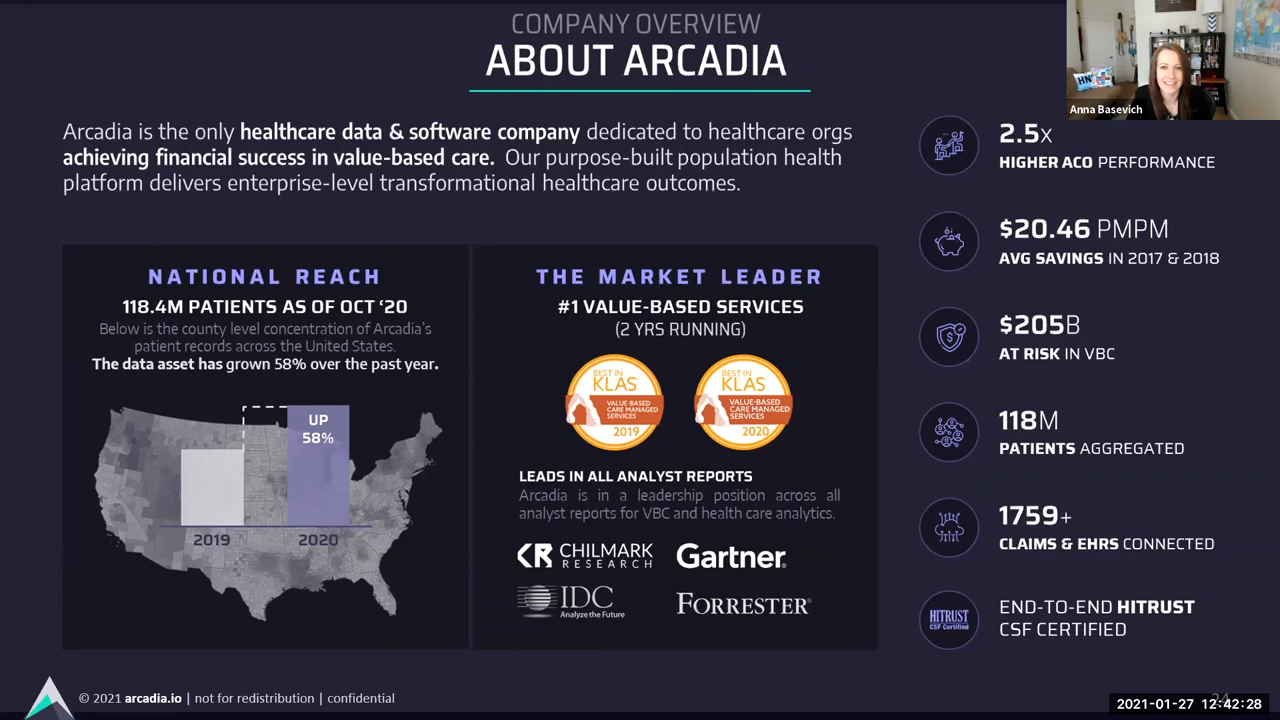 COMPANY OVERVIEW
ABOUT ARCADIA
Anna Basevich
Arcadia is the only healthcare data & software company dedicated to healthcare orgs
achieving financial success in value-based care. Our purpose-built population health
platform delivers enterprise-level transformational healthcare outcomes.
NATIONAL REACH
118.4M PATIENTS AS OF OCT ‘20
Below is the county level concentration of Arcadia’s
patient records across the United States.
The data asset has grown 58% over the past year.
UP
58%
2019
2020
THE MARKET LEADER
#1 VALUE-BASED SERVICES
(2 YRS RUNNING)
BEST IN
KLAS
VALUE-BASED
CARE MANAGED
SERVICES
2019
BEST IN
KLAS
VALUE-BASED
CARE MANAGED
SERVICES
2020
LEADS IN ALL ANALYST REPORTS
Arcadia is in a leadership position across all
analyst reports for VBC and health care analytics.
CHILMARK
RESEARCH
Gartner®
IDC
Analyze the Future
FORRESTER®
2.5x
HIGHER ACO PERFORMANCE
$20.46 PMPM
AVG SAVINGS IN 2017 & 2018
$205B
AT RISK IN VBC
118M
PATIENTS AGGREGATED
1759+
CLAIMS & EHRS CONNECTED
HITRUST
CSF Certified
END-TO-END HITRUST
CSF CERTIFIED
© 2021 arcadia.io | not for redistribution | confidential
2021-01-27 12:42:28